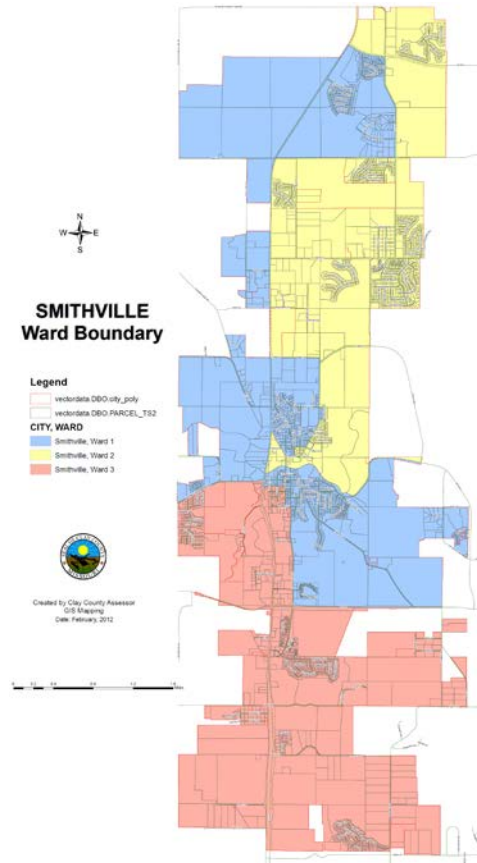 N
W E
S
SMITHVILLE
Ward Boundary
Legend
vectordata.DBO.city_poly
vectordata.DBO.PARCEL_TS2
CITY, WARD
Smithville, Ward 1
Smithville, Ward 2
Smithville, Ward 3
Created by Clay County Assessor
GIS Mapping
Date: February, 2012